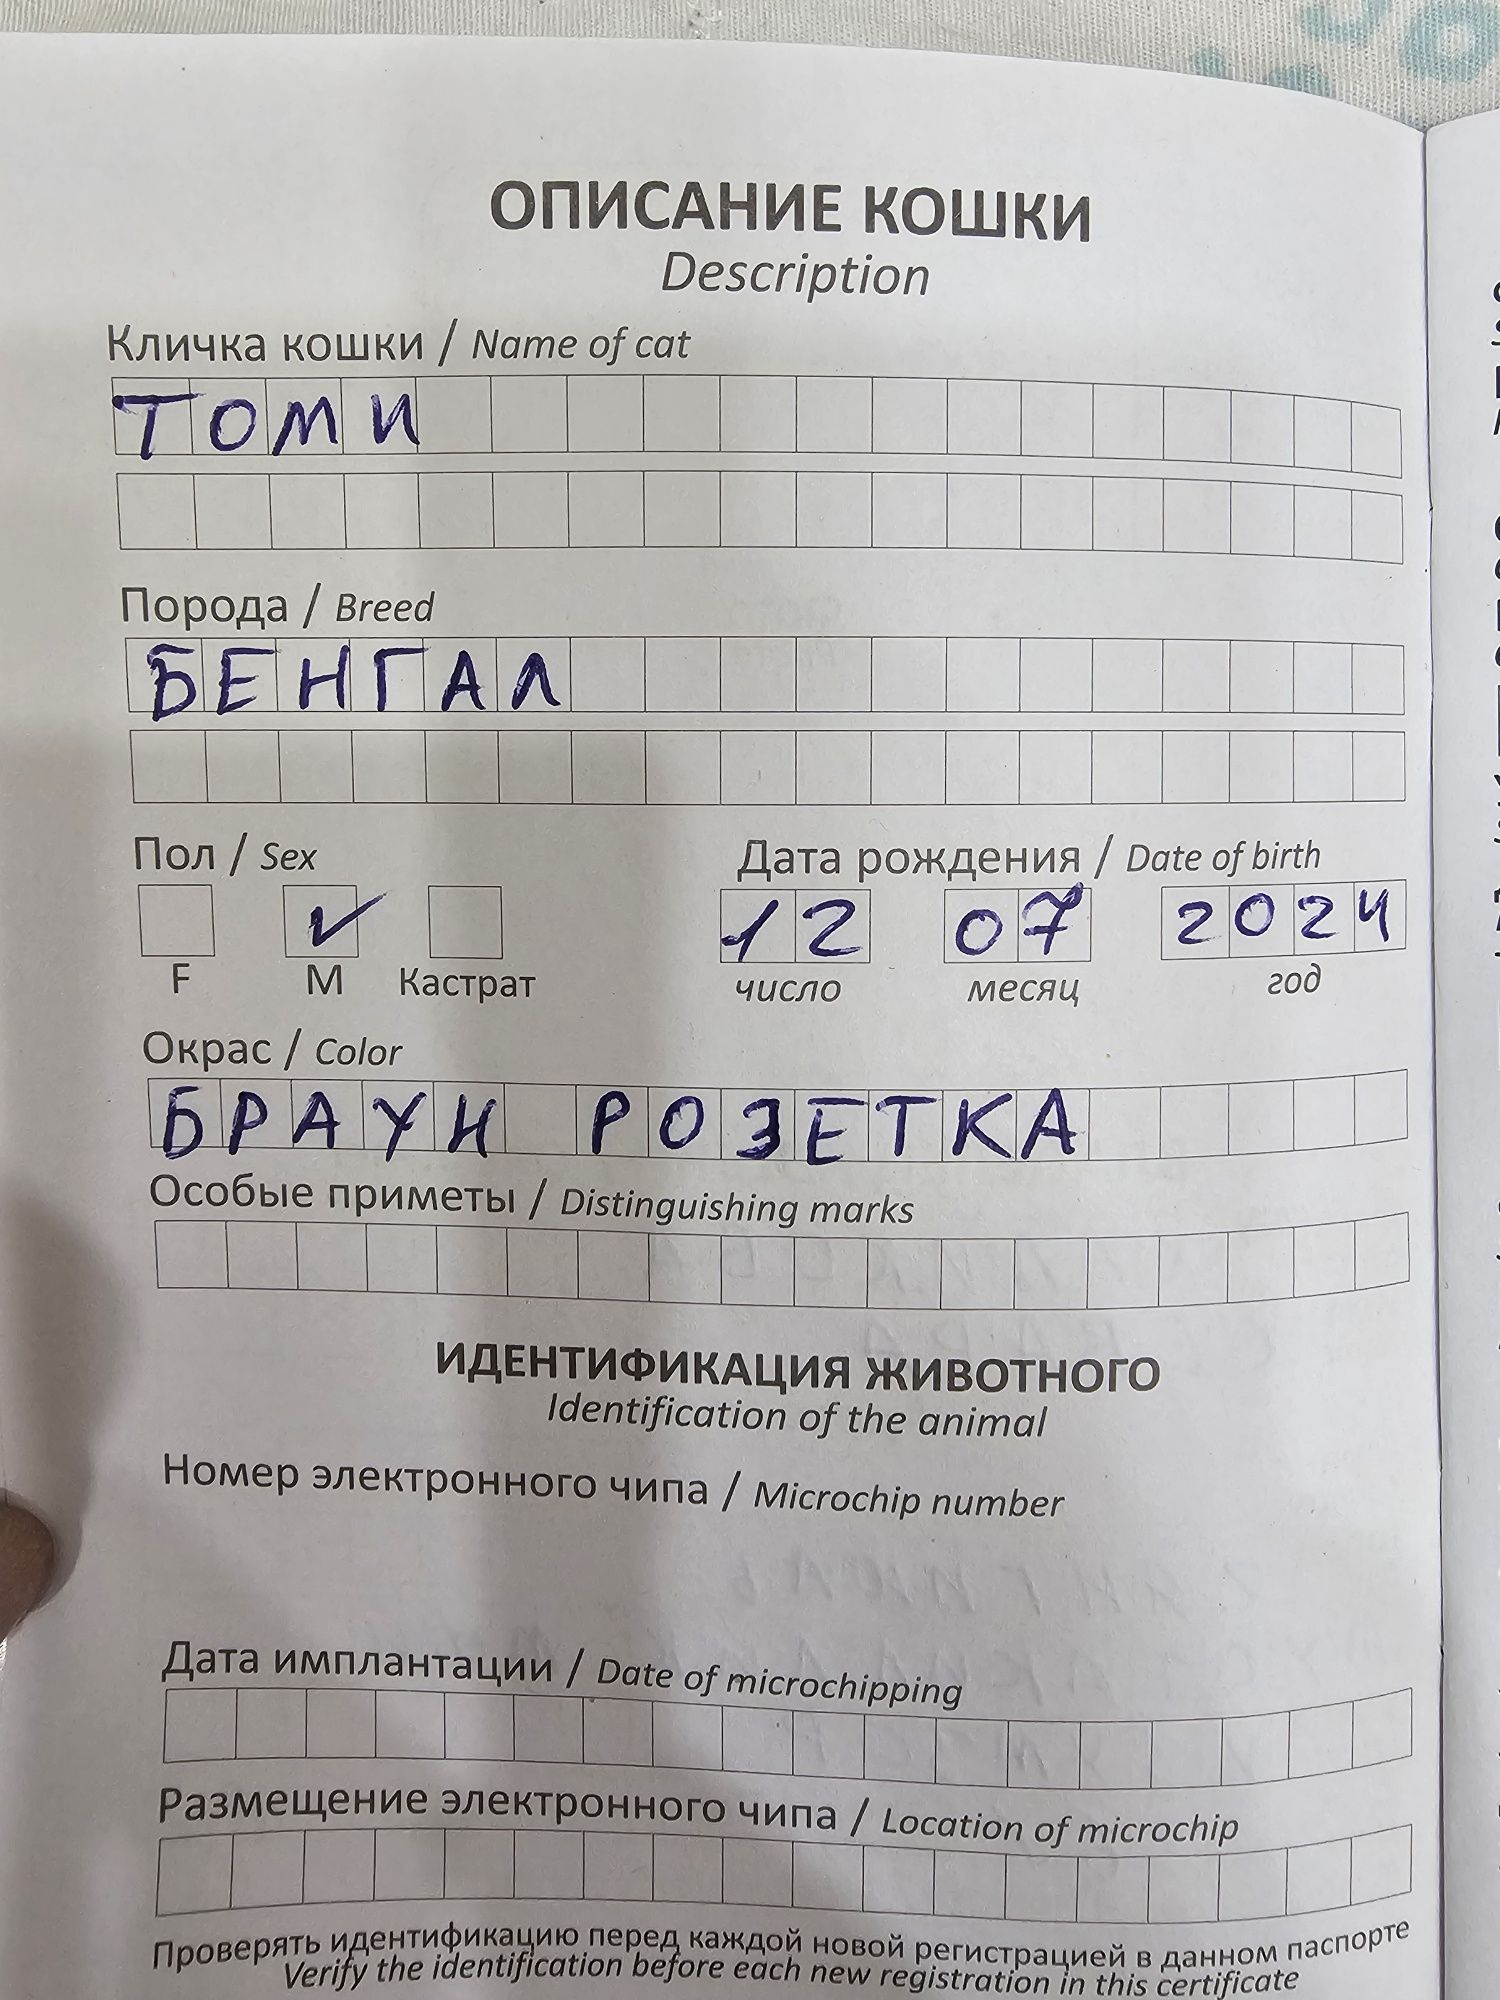 ОПИСАНИЕ КОШКИ
Description
Кличка кошки / Name of cat
ТОМИ
Порода / Breed
БЕНГАЛ
Пол / Sex
Дата рождения / Date of birth
12 07 2024
F M Кастрат число месяц год
Окрас / Color
БРАУН РОЗЕТКА
Особые приметы / Distinguishing marks
ИДЕНТИФИКАЦИЯ ЖИВОТНОГО
Identification of the animal
Номер электронного чипа / Microchip number
Дата имплантации / Date of microchipping
Размещение электронного чипа / Location of microchip
Проверять идентификацию перед каждой новой регистрацией в данном паспорте
Verify the identification before each new registration in this certificate